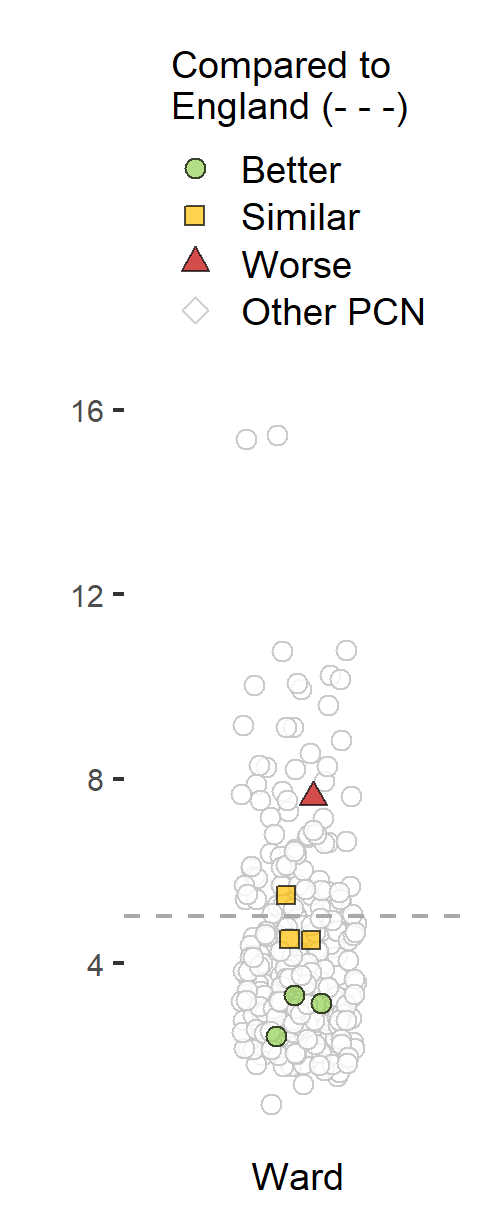 Compared to
England (- - -)
Better
Similar
Worse
Other PCN
16
12
8
4
Ward